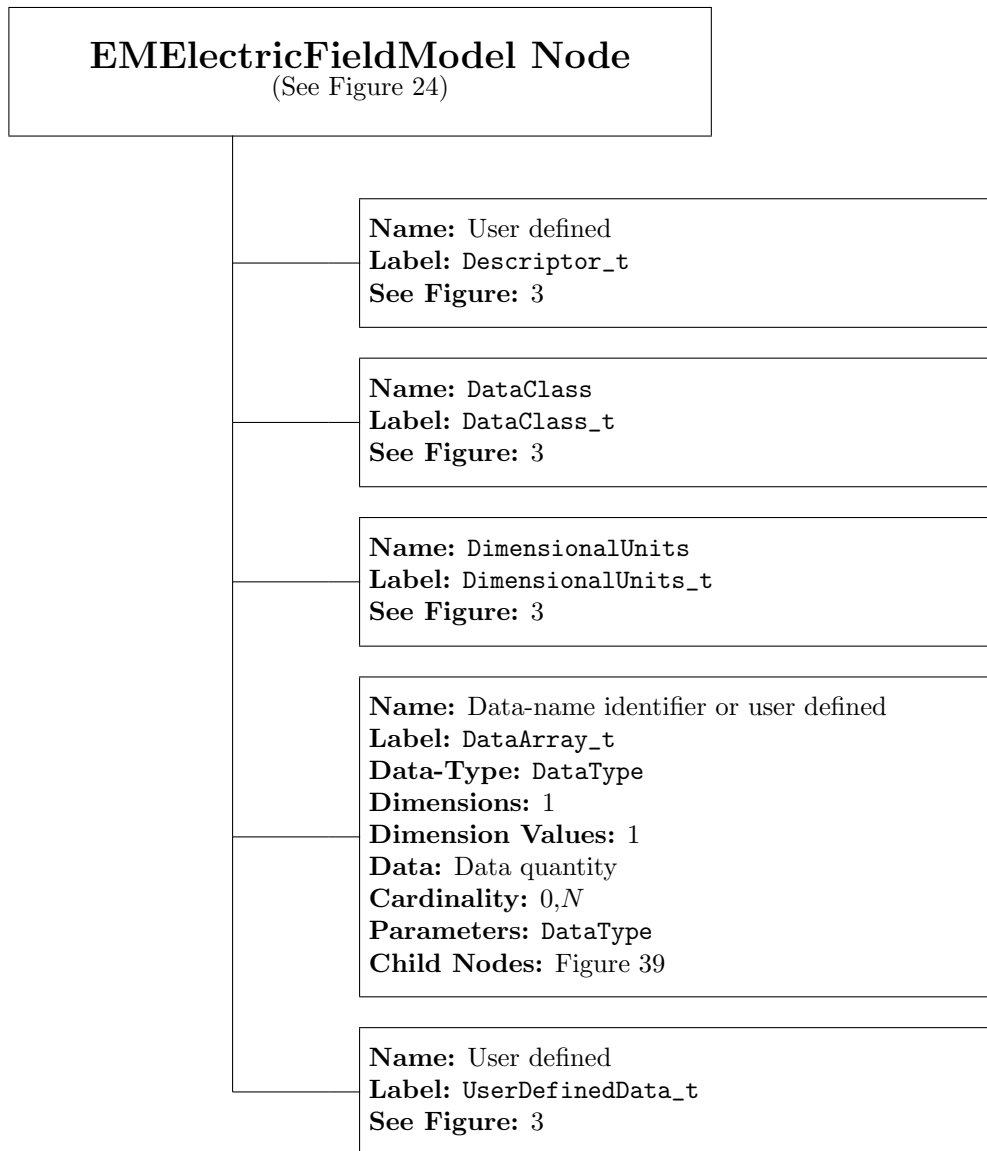 EMElectricFieldModel Node
(See Figure 24)
Name: User defined
Label: Descriptor_t
See Figure: 3
Name: DataClass
Label: DataClass_t
See Figure: 3
Name: DimensionalUnits
Label: DimensionalUnits_t
See Figure: 3
Name: Data-name identifier or user defined
Label: DataArray_t
Data-Type: DataType
Dimensions: 1
Dimension Values: 1
Data: Data quantity
Cardinality: 0,N
Parameters: DataType
Child Nodes: Figure 39
Name: User defined
Label: UserDefinedData_t
See Figure: 3